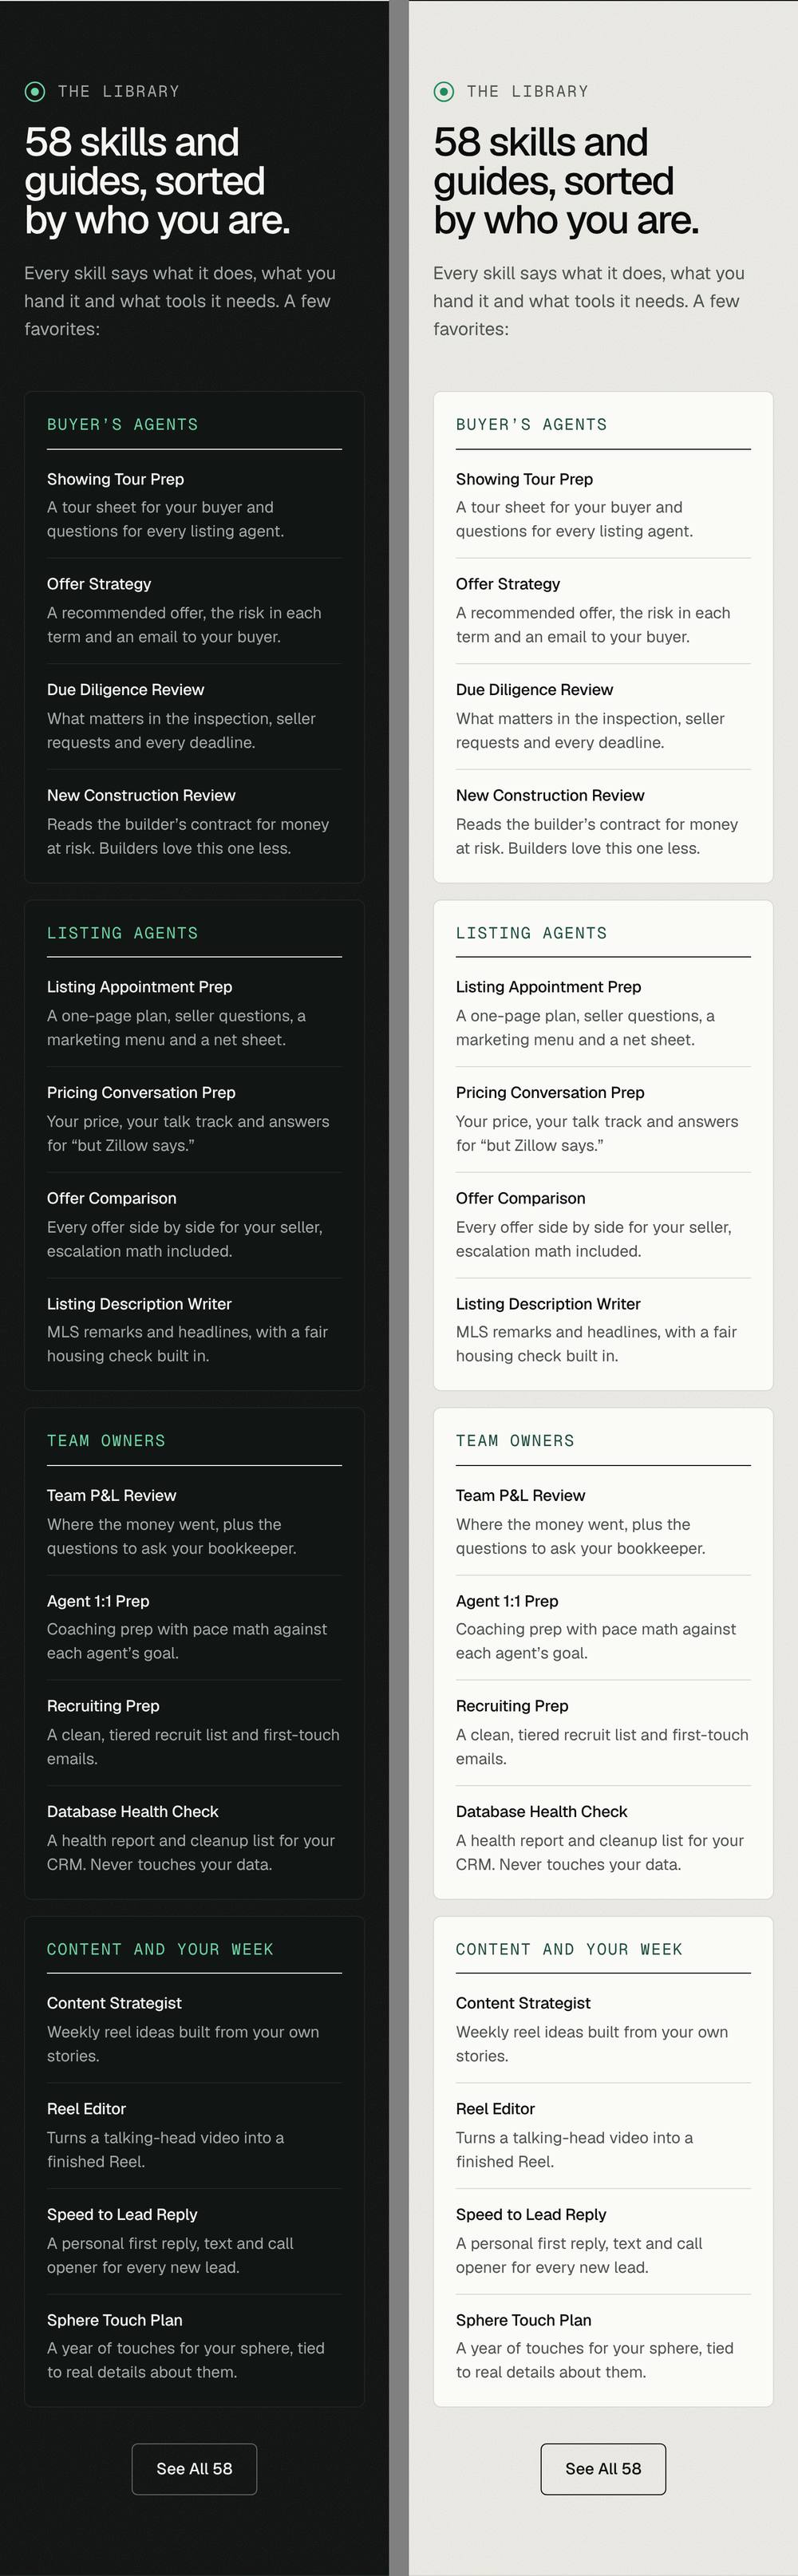 THE LIBRARY
58 skills and
guides, sorted
by who you are.
Every skill says what it does, what you
hand it and what tools it needs. A few
favorites:
BUYER’S AGENTS
Showing Tour Prep
A tour sheet for your buyer and
questions for every listing agent.
Offer Strategy
A recommended offer, the risk in each
term and an email to your buyer.
Due Diligence Review
What matters in the inspection, seller
requests and every deadline.
New Construction Review
Reads the builder’s contract for money
at risk. Builders love this one less.
LISTING AGENTS
Listing Appointment Prep
A one-page plan, seller questions, a
marketing menu and a net sheet.
Pricing Conversation Prep
Your price, your talk track and answers
for “but Zillow says.”
Offer Comparison
Every offer side by side for your seller,
escalation math included.
Listing Description Writer
MLS remarks and headlines, with a fair
housing check built in.
TEAM OWNERS
Team P&L Review
Where the money went, plus the
questions to ask your bookkeeper.
Agent 1:1 Prep
Coaching prep with pace math against
each agent’s goal.
Recruiting Prep
A clean, tiered recruit list and first-touch
emails.
Database Health Check
A health report and cleanup list for your
CRM. Never touches your data.
CONTENT AND YOUR WEEK
Content Strategist
Weekly reel ideas built from your own
stories.
Reel Editor
Turns a talking-head video into a
finished Reel.
Speed to Lead Reply
A personal first reply, text and call
opener for every new lead.
Sphere Touch Plan
A year of touches for your sphere, tied
to real details about them.
See All 58
THE LIBRARY
58 skills and
guides, sorted
by who you are.
Every skill says what it does, what you
hand it and what tools it needs. A few
favorites:
BUYER’S AGENTS
Showing Tour Prep
A tour sheet for your buyer and
questions for every listing agent.
Offer Strategy
A recommended offer, the risk in each
term and an email to your buyer.
Due Diligence Review
What matters in the inspection, seller
requests and every deadline.
New Construction Review
Reads the builder’s contract for money
at risk. Builders love this one less.
LISTING AGENTS
Listing Appointment Prep
A one-page plan, seller questions, a
marketing menu and a net sheet.
Pricing Conversation Prep
Your price, your talk track and answers
for “but Zillow says.”
Offer Comparison
Every offer side by side for your seller,
escalation math included.
Listing Description Writer
MLS remarks and headlines, with a fair
housing check built in.
TEAM OWNERS
Team P&L Review
Where the money went, plus the
questions to ask your bookkeeper.
Agent 1:1 Prep
Coaching prep with pace math against
each agent’s goal.
Recruiting Prep
A clean, tiered recruit list and first-touch
emails.
Database Health Check
A health report and cleanup list for your
CRM. Never touches your data.
CONTENT AND YOUR WEEK
Content Strategist
Weekly reel ideas built from your own
stories.
Reel Editor
Turns a talking-head video into a
finished Reel.
Speed to Lead Reply
A personal first reply, text and call
opener for every new lead.
Sphere Touch Plan
A year of touches for your sphere, tied
to real details about them.
See All 58